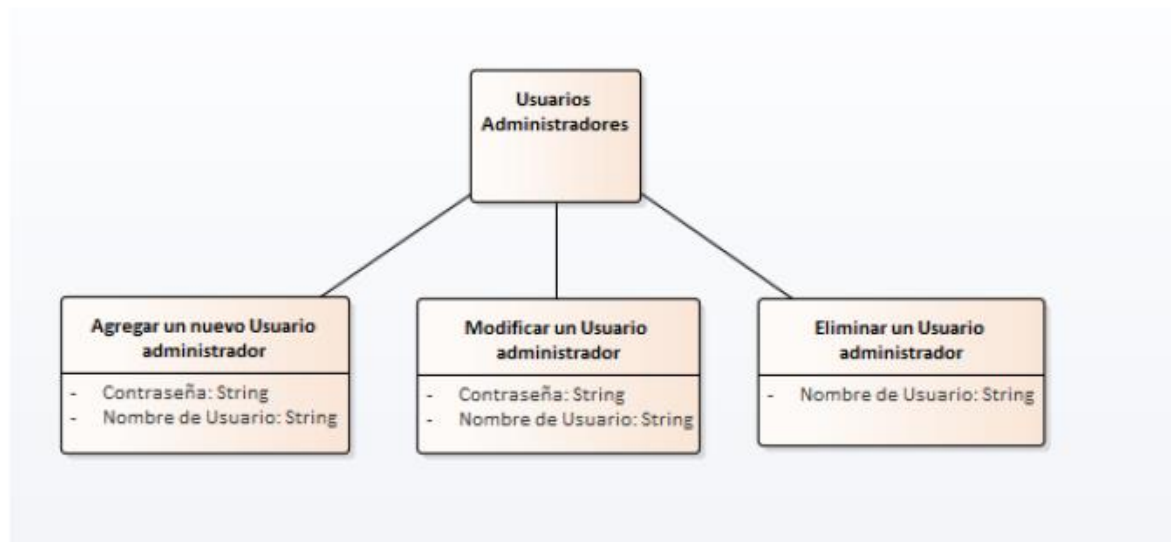 Usuarios
Administradores
Agregar un nuevo Usuario
administrador
- Contraseña: String
- Nombre de Usuario: String
Modificar un Usuario
administrador
- Contraseña: String
- Nombre de Usuario: String
Eliminar un Usuario
administrador
- Nombre de Usuario: String